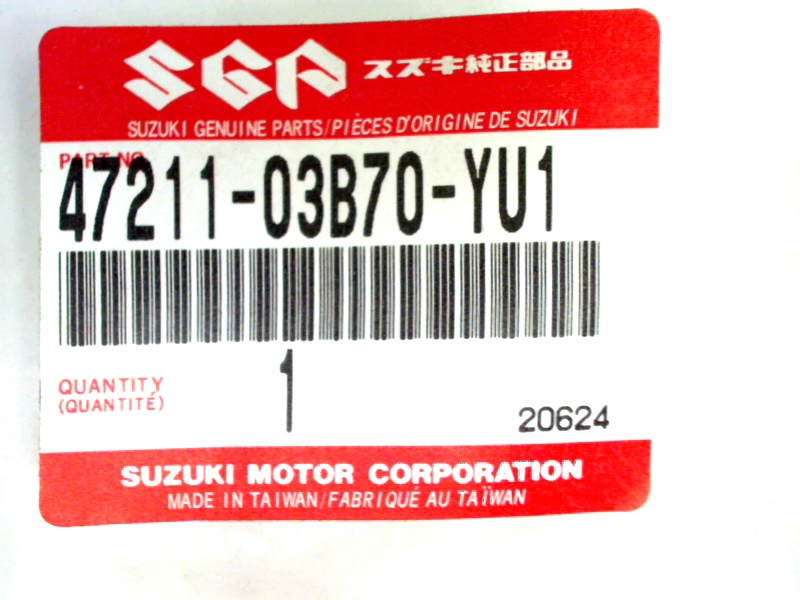 SGP スズキ純正部品
SUZUKI GENUINE PARTS/PIÈCES D'ORIGINE DE SUZUKI
PART NO.
47211-03B70-YU1
QUANTITY 1
(QUANTITÉ)
20624
SUZUKI MOTOR CORPORATION
MADE IN TAIWAN/FABRIQUÉ AU TAÏWAN